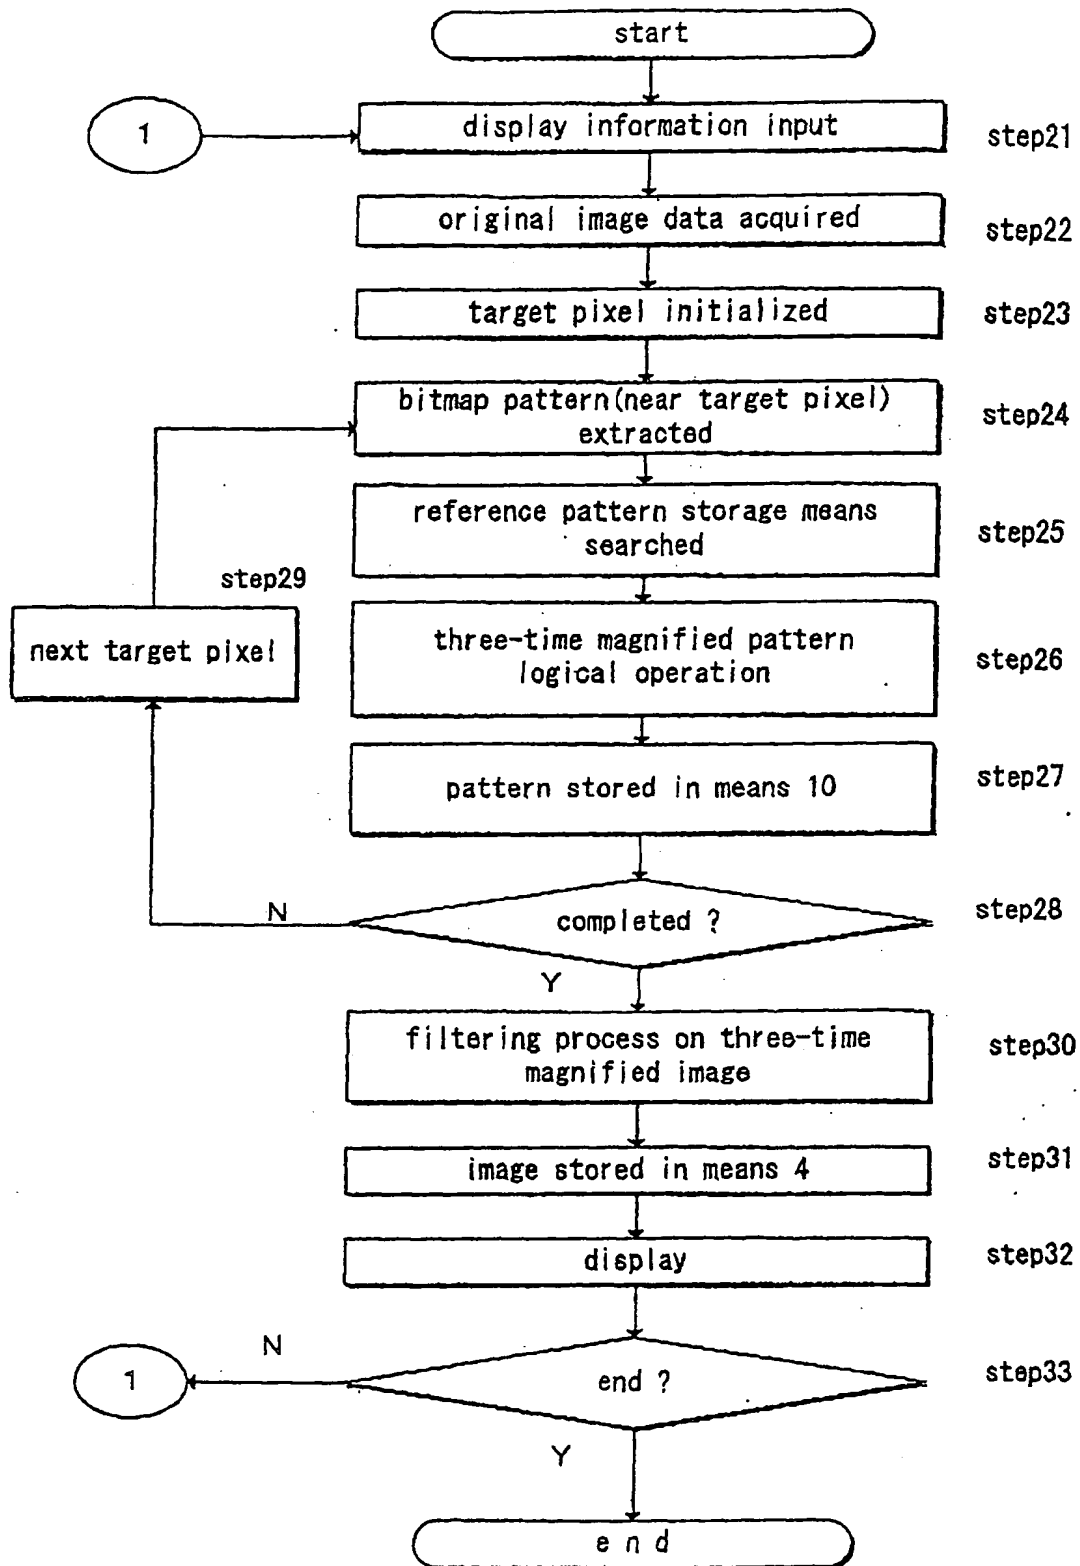 start
1
display information input
step21
original image data acquired
step22
target pixel initialized
step23
bitmap pattern(near target pixel)
extracted
step24
reference pattern storage means
searched
step25
step29
next target pixel
three-time magnified pattern
logical operation
step26
pattern stored in means 10
step27
completed ?
step28
N
Y
filtering process on three-time
magnified image
step30
image stored in means 4
step31
display
step32
N
1
end ?
step33
Y
end